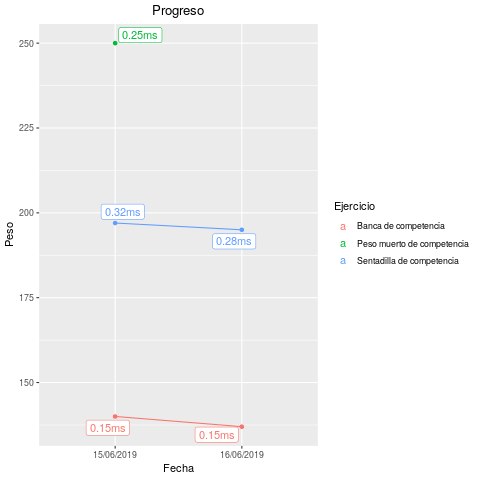 Progreso
250
225
200
175
150
Peso
0.25ms
0.32ms
0.28ms
0.15ms
0.15ms
15/06/2019
16/06/2019
Fecha
Ejercicio
a Banca de competencia
a Peso muerto de competencia
a Sentadilla de competencia